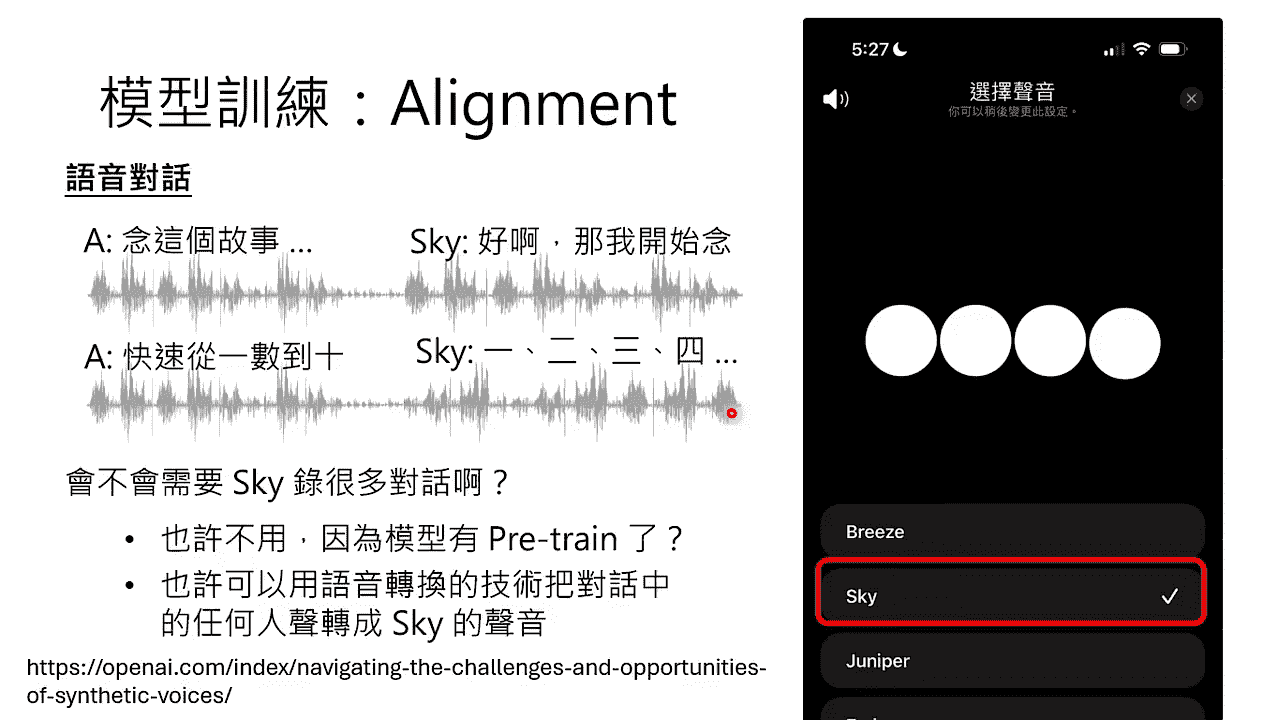 模型訓練：Alignment
語音對話
A: 念這個故事 ...
Sky: 好啊，那我開始念
A: 快速從一數到十
Sky: 一、二、三、四 ...
會不會需要 Sky 錄很多對話啊？
• 也許不用，因為模型有 Pre-train 了？
• 也許可以用語音轉換的技術把對話中
的任何人聲轉成 Sky 的聲音
https://openai.com/index/navigating-the-challenges-and-opportunities-
of-synthetic-voices/
5:27
選擇聲音
你可以稍後變更此設定。
Breeze
Sky
Juniper